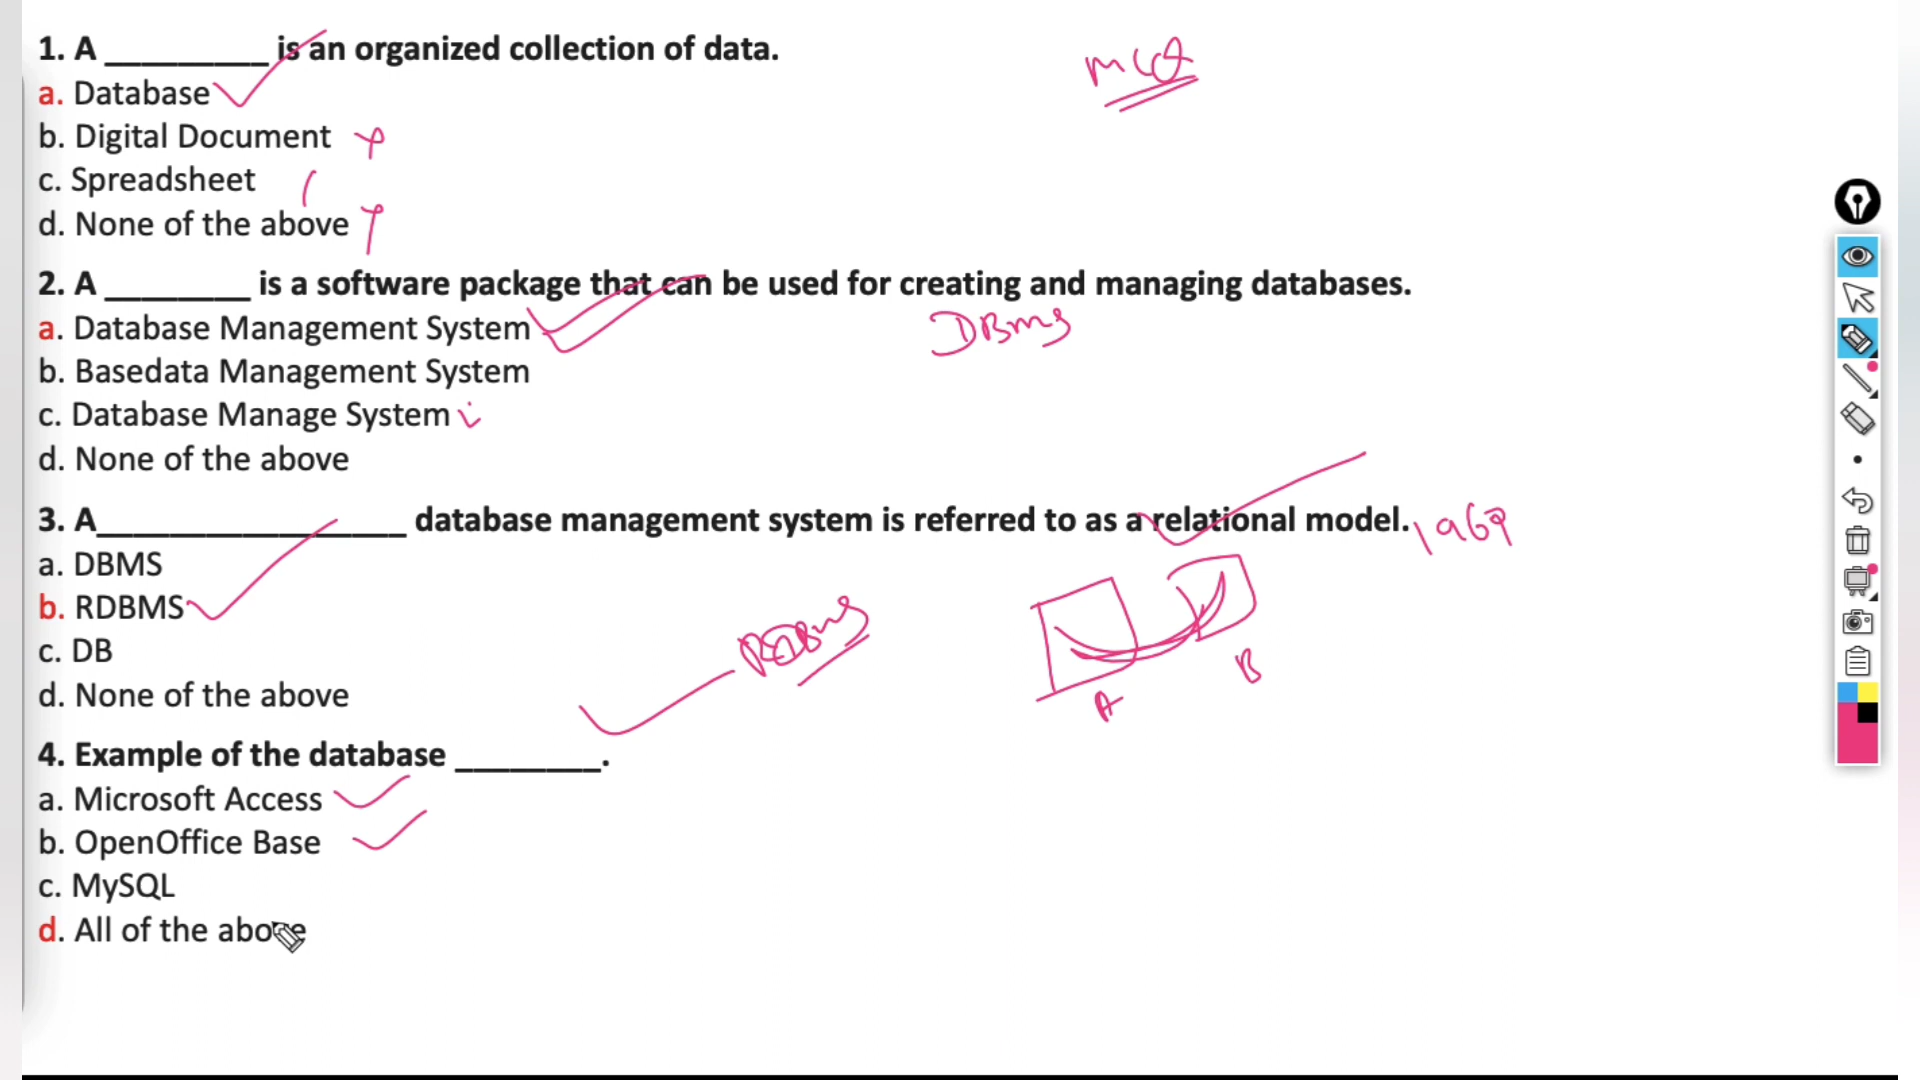 1. A _________ is an organized collection of data.
MCQ
a. Database
b. Digital Document
c. Spreadsheet
d. None of the above
2. A ________ is a software package that can be used for creating and managing databases.
a. Database Management System
DBMS
b. Basedata Management System
c. Database Manage System
d. None of the above
3. A_________________ database management system is referred to as a relational model.
1969
a. DBMS
b. RDBMS
RDBMS
c. DB
B
d. None of the above
A
4. Example of the database ________.
a. Microsoft Access
b. OpenOffice Base
c. MySQL
d. All of the above